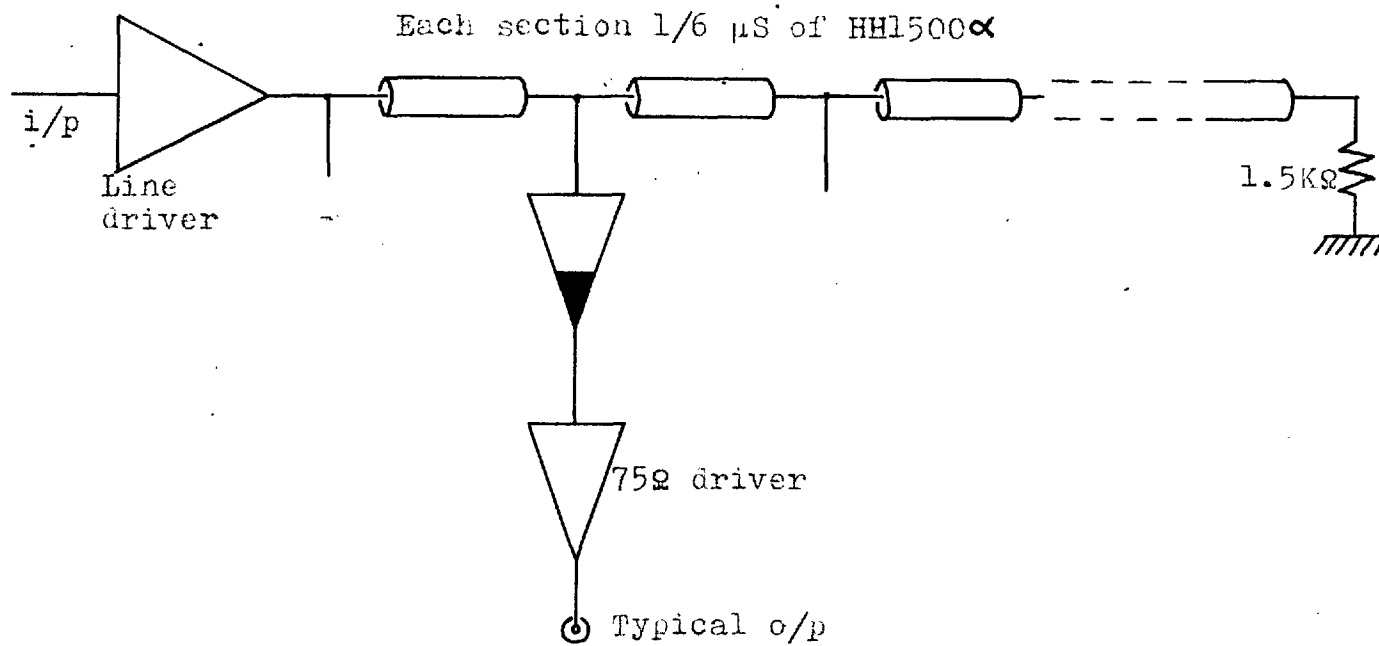 Each section 1/6 μS of HH1500α
i/p
Line
driver
1.5KΩ
75Ω driver
Typical o/p